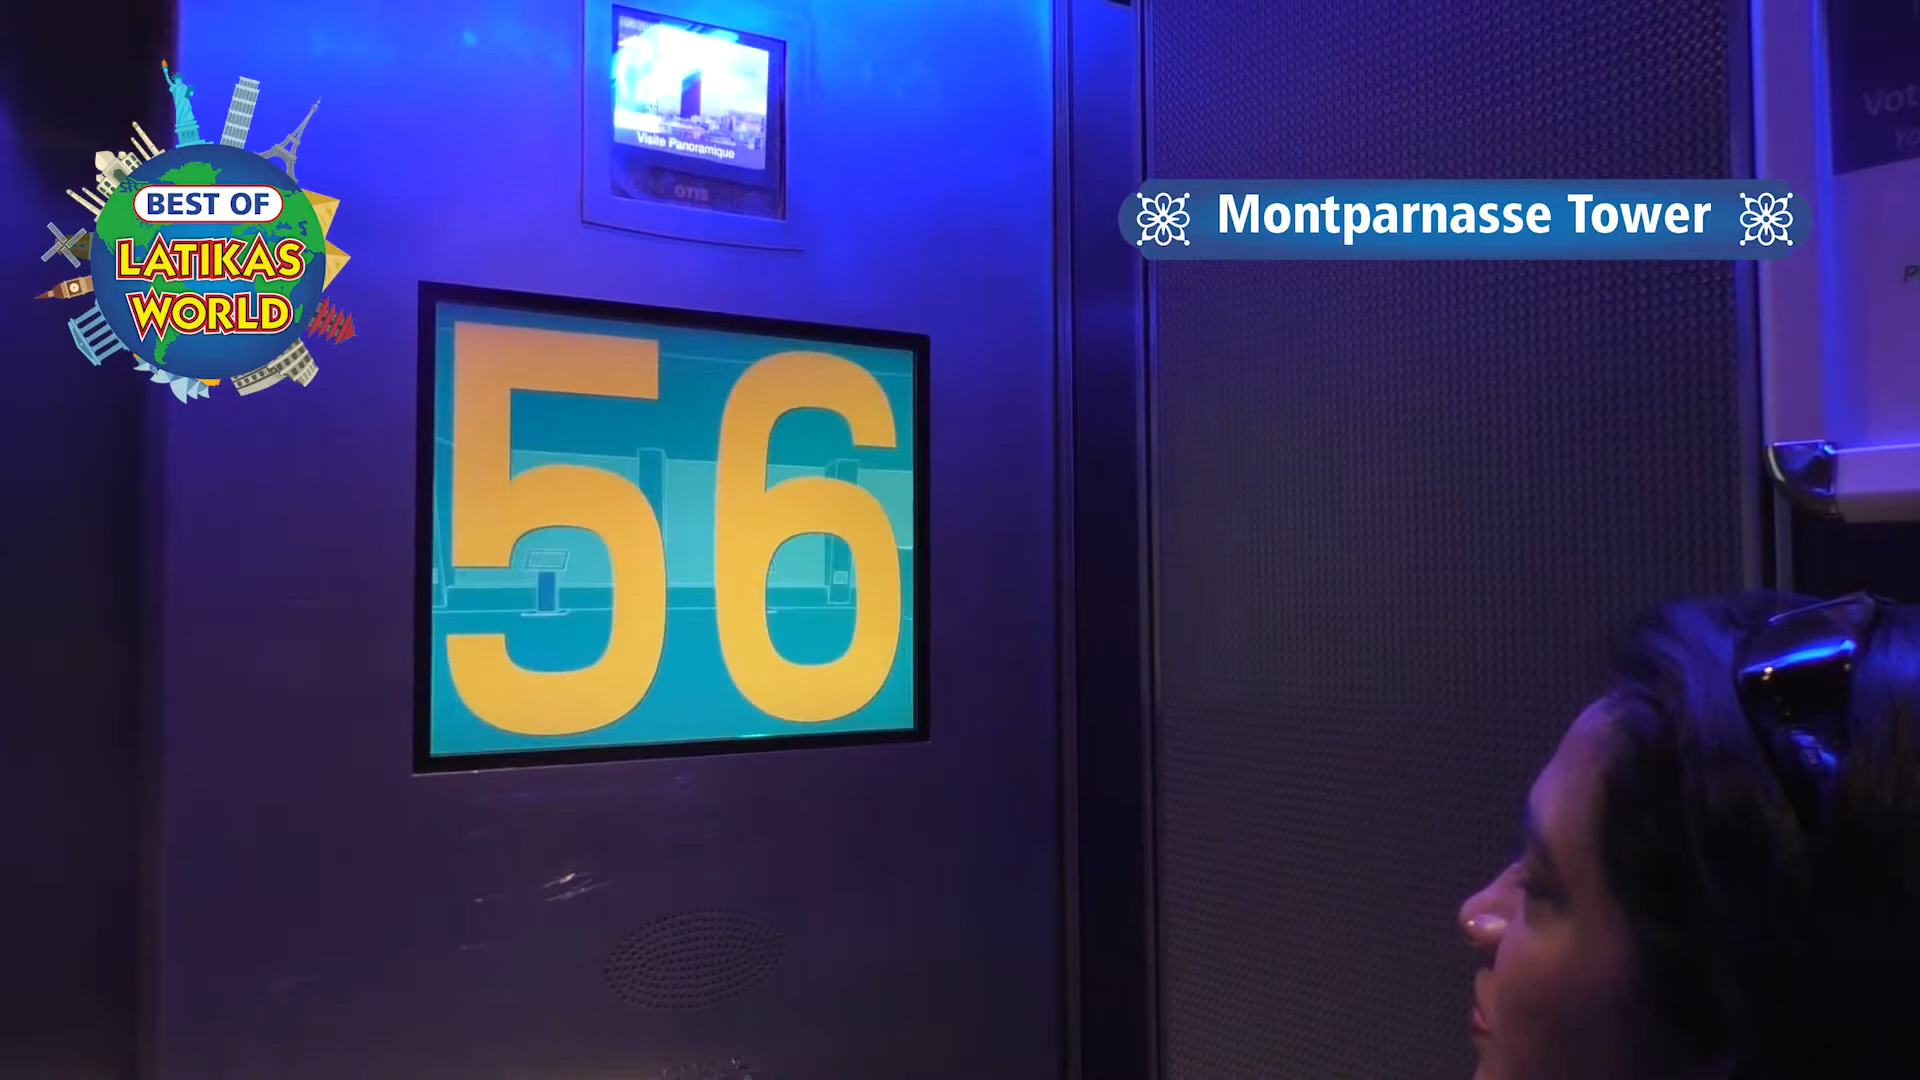 BEST OF
LATIKAS
WORLD
Visite Panoramique
OTIS
Montparnasse Tower
56